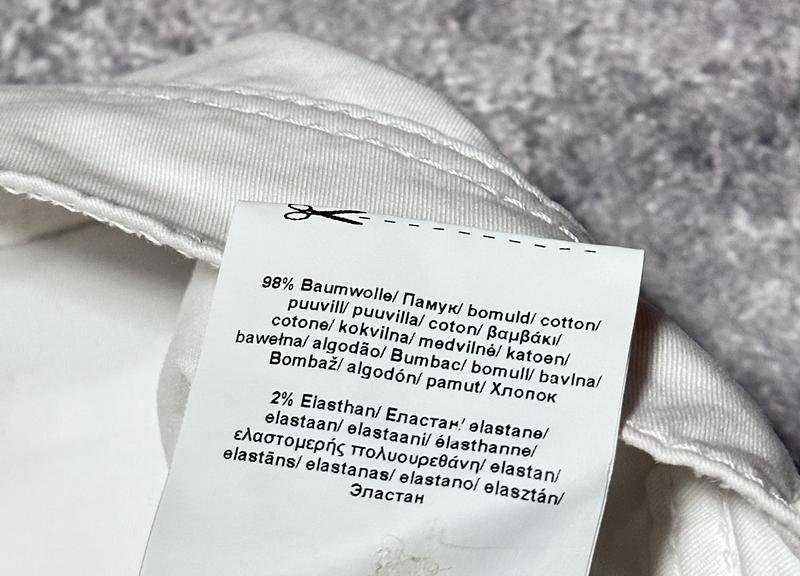 98% Baumwolle/ Памук/ bomuld/ cotton/
puuvill/ puuvilla/ coton/ βαμβάκι/
cotone/ kokvilna/ medvilnė/ katoen/
bawełna/ algodão/ Bumbac/ bomull/ bavlna/
Bombaž/ algodón/ pamut/ Хлопок
2% Elasthan/ Еластан/ elastane/
elastaan/ elastaani/ élasthanne/
ελαστομερής πολυουρεθάνη/ elastan/
elastāns/ elastanas/ elastano/ elasztán/
Эластан